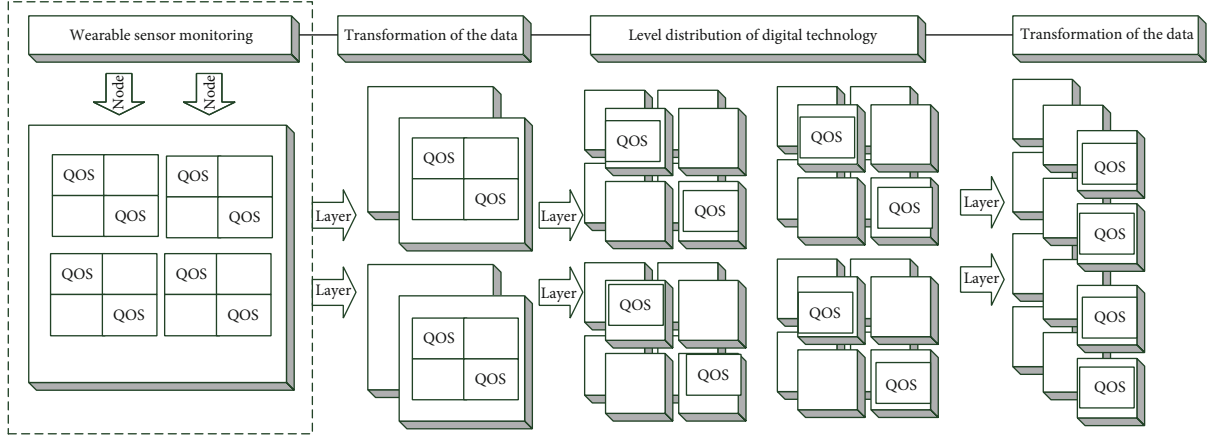 Wearable sensor monitoring
Transformation of the data
Level distribution of digital technology
Transformation of the data
Node
Node
QOS
QOS
QOS
QOS
QOS
QOS
QOS
QOS
Layer
Layer
QOS
QOS
QOS
QOS
Layer
Layer
QOS
QOS
QOS
QOS
QOS
QOS
QOS
QOS
Layer
Layer
QOS
QOS
QOS
QOS